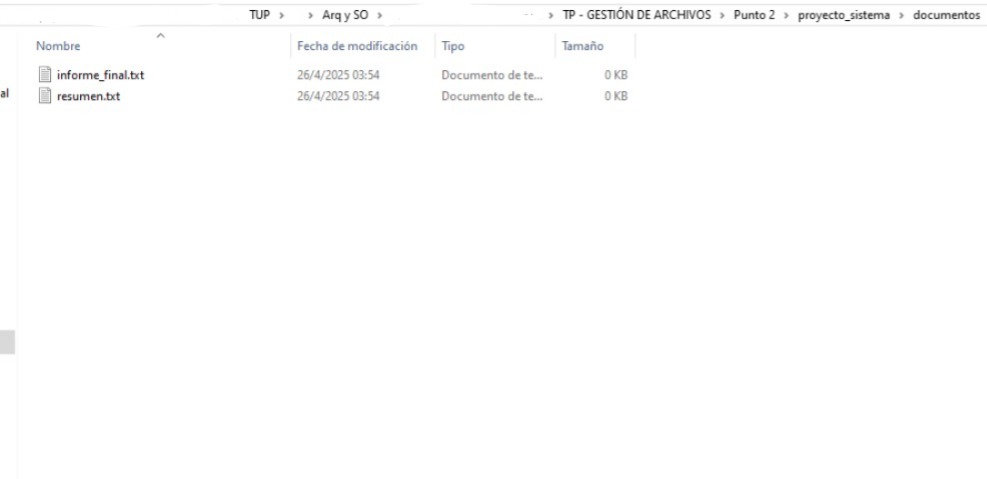 TUP > > Arq y SO > > TP - GESTIÓN DE ARCHIVOS > Punto 2 > proyecto_sistema > documentos
Nombre Fecha de modificación Tipo Tamaño
informe_final.txt 26/4/2025 03:54 Documento de te... 0 KB
resumen.txt 26/4/2025 03:54 Documento de te... 0 KB
al